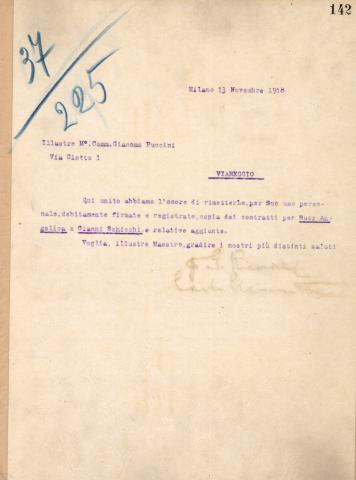 142
37
225
Milano 13 Novembre 1918
Illustre M°.Comm.Giacomo Puccini
Via Giotto 1
VIAREGGIO
Qui unito abbiamo l'onore di rimetterLe,per Suo uso perso-
nale,debitamente firmate e registrate,copia dei contratti per Suor An-
gelica e Gianni Schicchi e relative aggiunte.
Voglia, illustre Maestro,gradire i nostri più distinti saluti